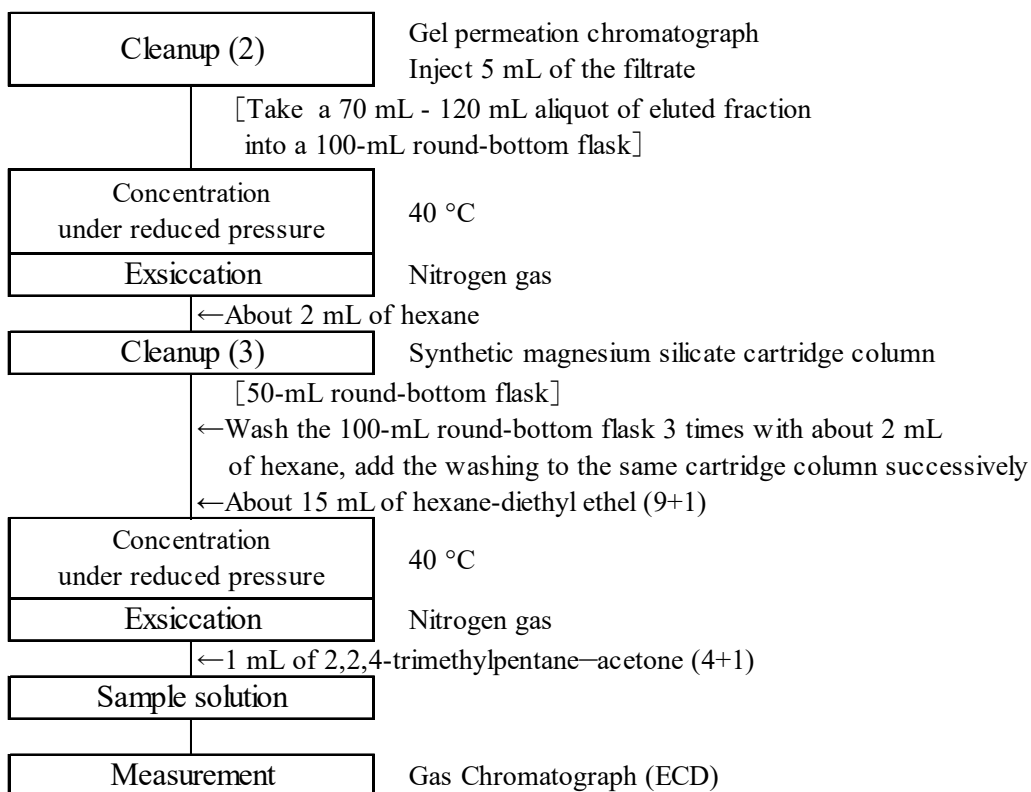 Cleanup (2)
Gel permeation chromatograph
Inject 5 mL of the filtrate
[Take a 70 mL - 120 mL aliquot of eluted fraction
into a 100-mL round-bottom flask]
Concentration
under reduced pressure
40 °C
Exsiccation
Nitrogen gas
←About 2 mL of hexane
Cleanup (3)
Synthetic magnesium silicate cartridge column
[50-mL round-bottom flask]
←Wash the 100-mL round-bottom flask 3 times with about 2 mL
of hexane, add the washing to the same cartridge column successively
←About 15 mL of hexane-diethyl ethel (9+1)
Concentration
under reduced pressure
40 °C
Exsiccation
Nitrogen gas
←1 mL of 2,2,4-trimethylpentane–acetone (4+1)
Sample solution
Measurement
Gas Chromatograph (ECD)